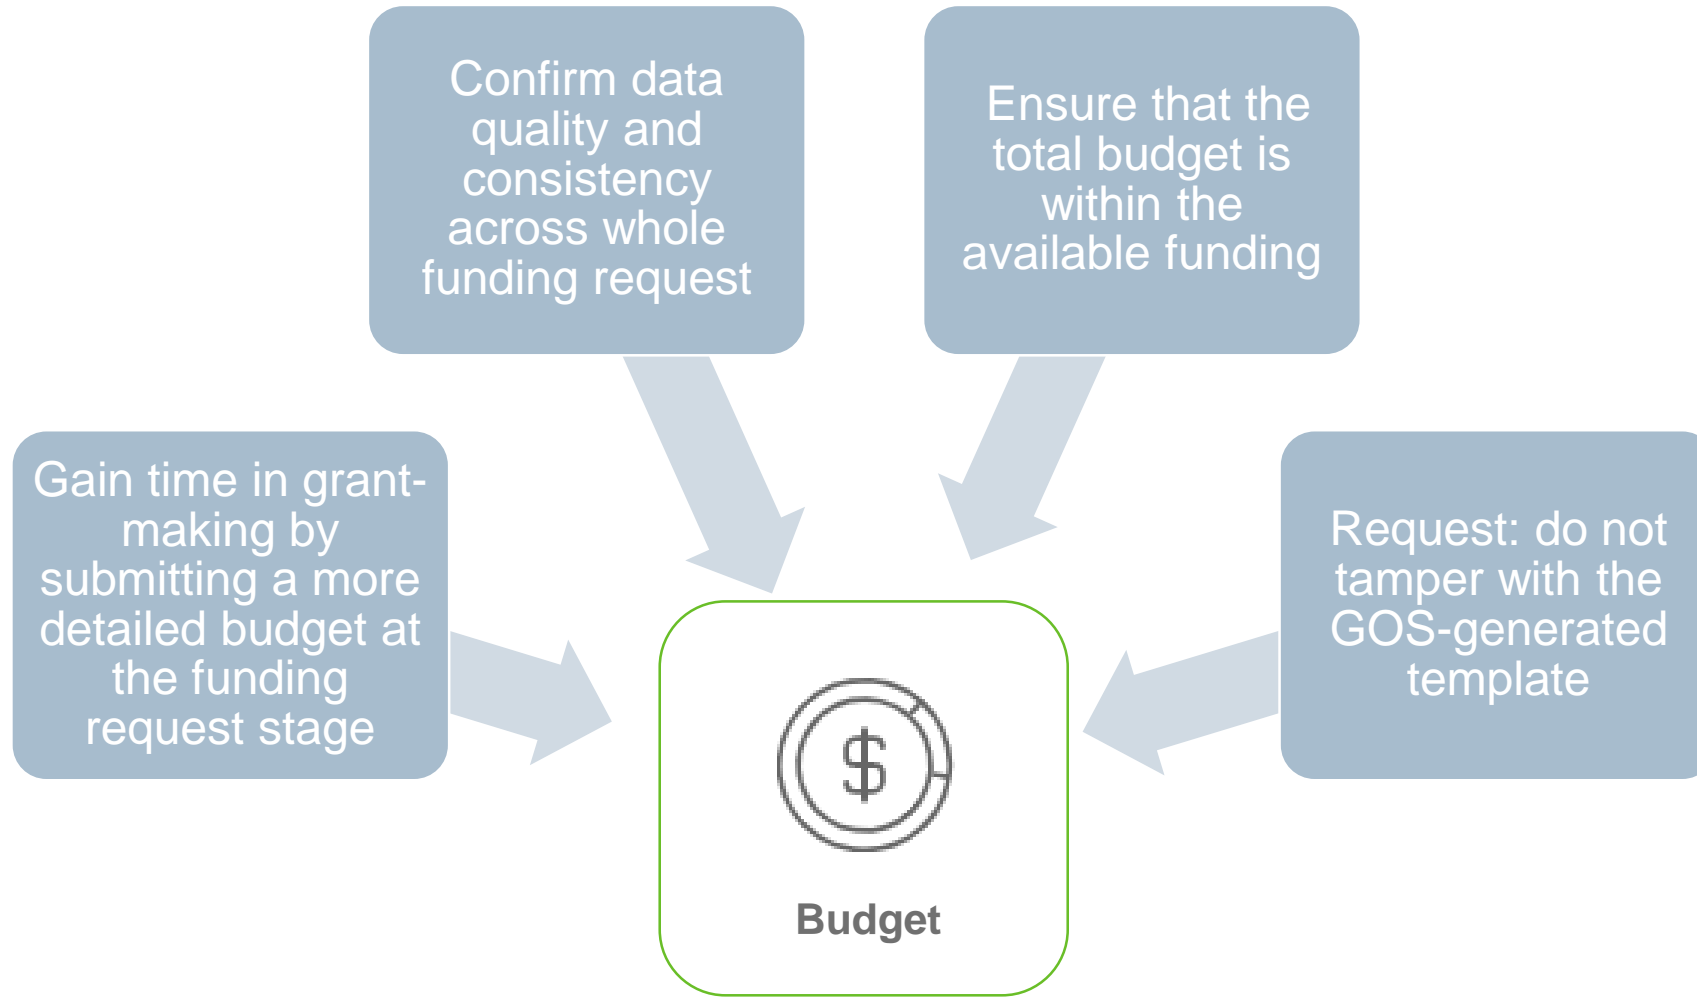 Confirm data
quality and
consistency
across whole
funding request
Ensure that the
total budget is
within the
available funding
Gain time in grant-
making by
submitting a more
detailed budget at
the funding
request stage
Request: do not
tamper with the
GOS-generated
template
$
Budget